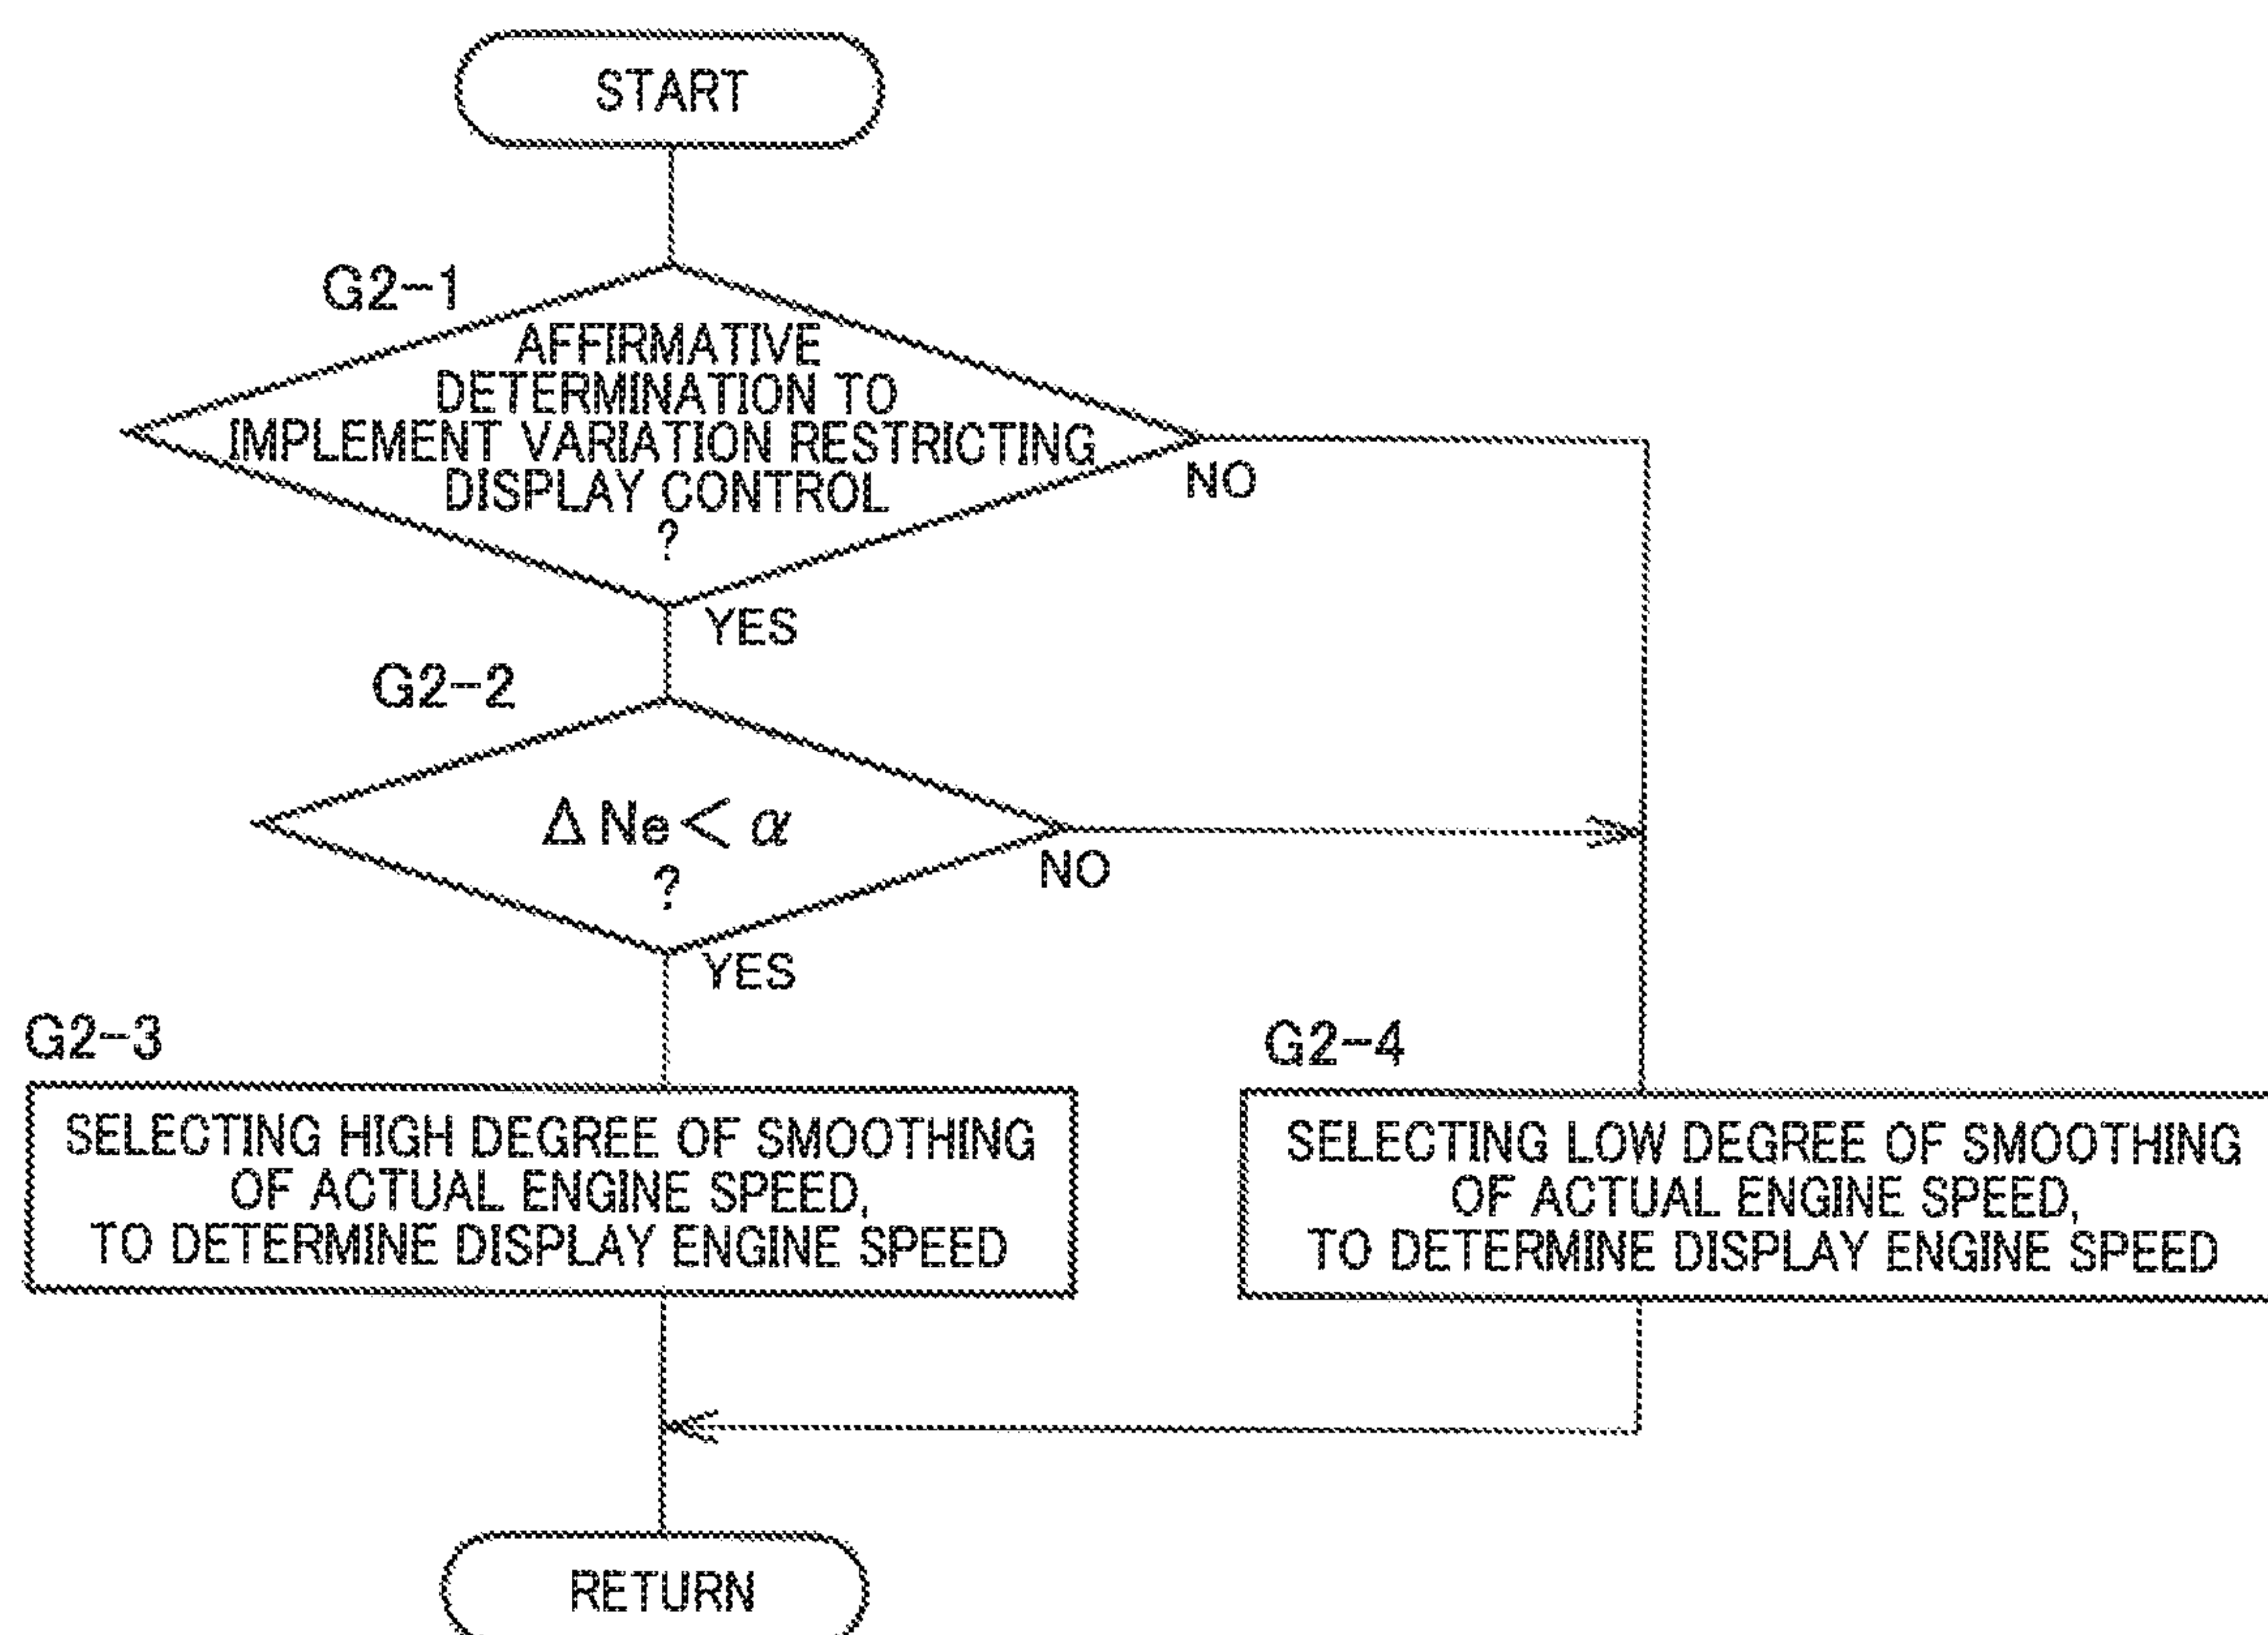 START
G2-1
AFFIRMATIVE
DETERMINATION TO
IMPLEMENT VARIATION RESTRICTING
DISPLAY CONTROL
?
NO
YES
G2-2
Δ Ne < α
?
NO
YES
G2-3
SELECTING HIGH DEGREE OF SMOOTHING
OF ACTUAL ENGINE SPEED,
TO DETERMINE DISPLAY ENGINE SPEED
G2-4
SELECTING LOW DEGREE OF SMOOTHING
OF ACTUAL ENGINE SPEED,
TO DETERMINE DISPLAY ENGINE SPEED
RETURN